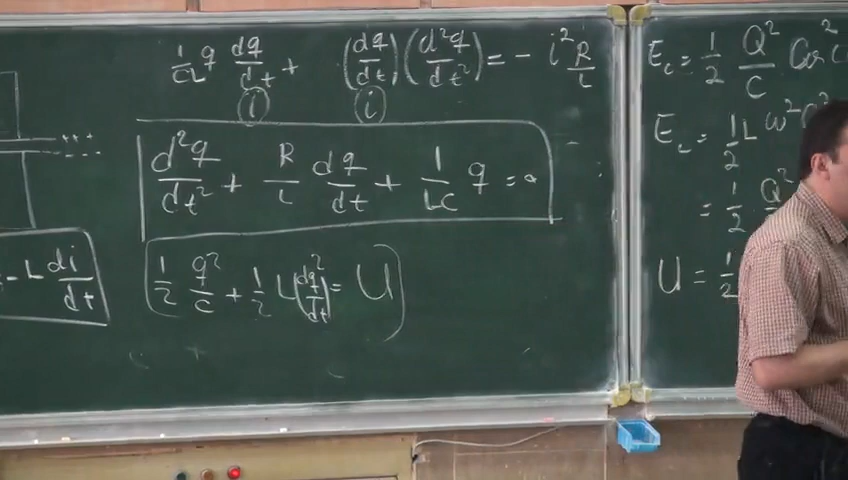 1/CL q dq/dt + (dq/dt)(d²q/dt²) = - i² R/L
i i
d²q/dt² + R/L dq/dt + 1/LC q = 0
- L di/dt
1/2 q²/C + 1/2 L(dq/dt)² = U
E_C = 1/2 Q²/C Cos²
E_L = 1/2 L ω²
= 1/2 Q²
U = 1/2